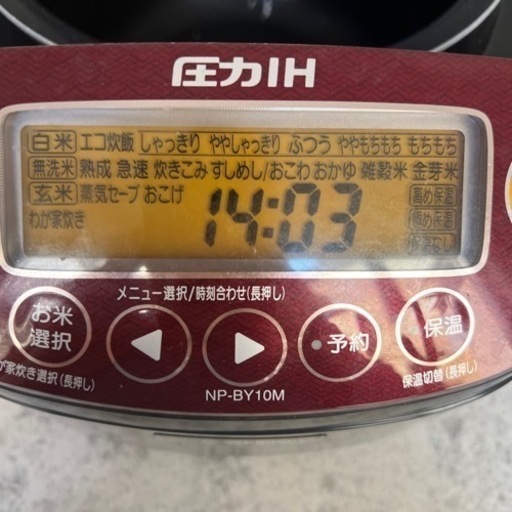 圧力IH
白米 エコ炊飯 しゃっきり ややしゃっきり ふつう ややもちもち もちもち
無洗米 熟成 急速 炊きこみ すしめし/おこわ おかゆ 雑穀米 金芽米
玄米 蒸気セーブ おこげ 高め保温
わが家炊き 14:03
メニュー選択/時刻合わせ(長押し)
お米選択 予約 保温
が家炊き選択(長押し) NP-BY10M 保温切替(長押し)